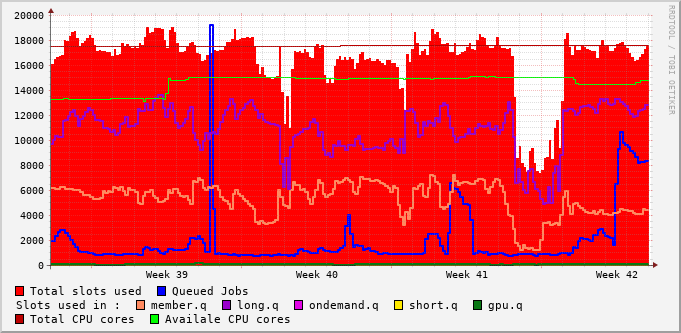 20000
18000
16000
14000
12000
10000
8000
6000
4000
2000
0
Week 39 Week 40 Week 41 Week 42
RRDTOOL / TOBI OETIKER
Total slots used Queued Jobs
Slots used in : member.q long.q ondemand.q short.q gpu.q
Total CPU cores Availale CPU cores